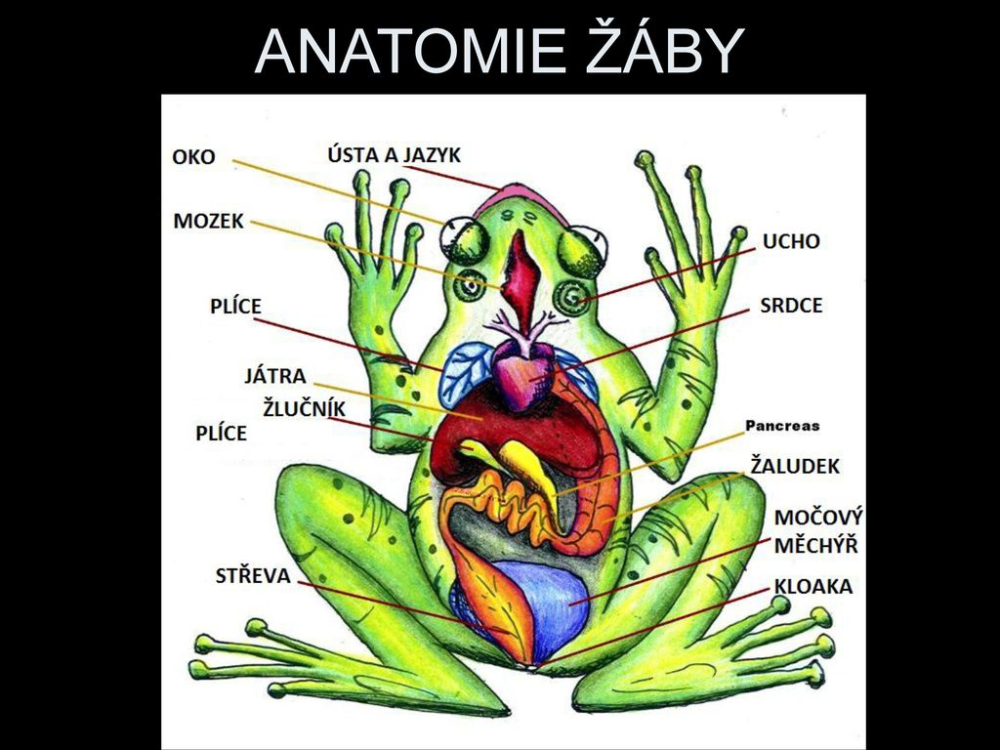 ANATOMIE ŽÁBY
OKO
ÚSTA A JAZYK
MOZEK
UCHO
PLÍCE
SRDCE
JÁTRA
ŽLUČNÍK
PLÍCE
Pancreas
ŽALUDEK
MOČOVÝ
MĚCHÝŘ
STŘEVA
KLOAKA